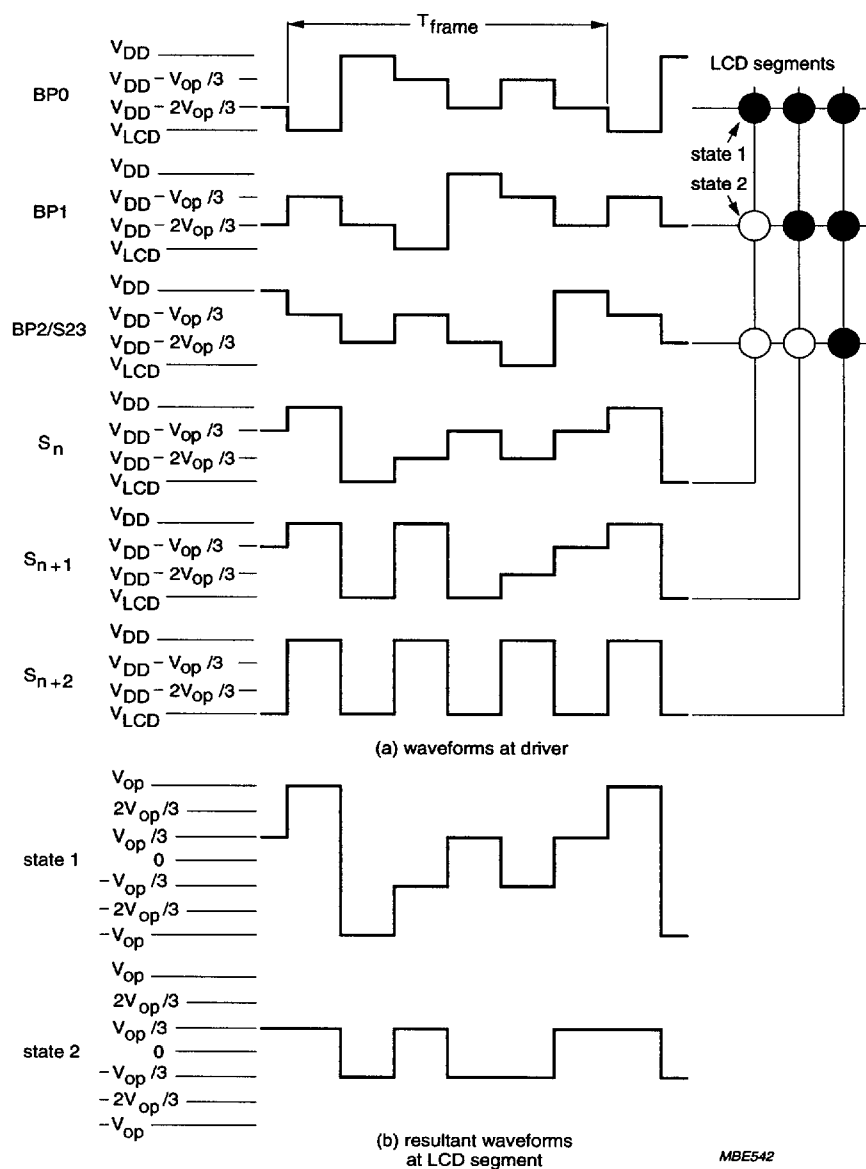 T_frame
LCD segments
BP0
V_DD
V_DD − V_op /3
V_DD − 2V_op /3
V_LCD
state 1
state 2
BP1
V_DD
V_DD − V_op /3
V_DD − 2V_op /3
V_LCD
BP2/S23
V_DD
V_DD − V_op /3
V_DD − 2V_op /3
V_LCD
S_n
V_DD
V_DD − V_op /3
V_DD − 2V_op /3
V_LCD
S_n+1
V_DD
V_DD − V_op /3
V_DD − 2V_op /3
V_LCD
S_n+2
V_DD
V_DD − V_op /3
V_DD − 2V_op /3
V_LCD
(a) waveforms at driver
state 1
V_op
2V_op /3
V_op /3
0
−V_op /3
−2V_op /3
−V_op
state 2
V_op
2V_op /3
V_op /3
0
−V_op /3
−2V_op /3
−V_op
(b) resultant waveforms
at LCD segment
MBE542